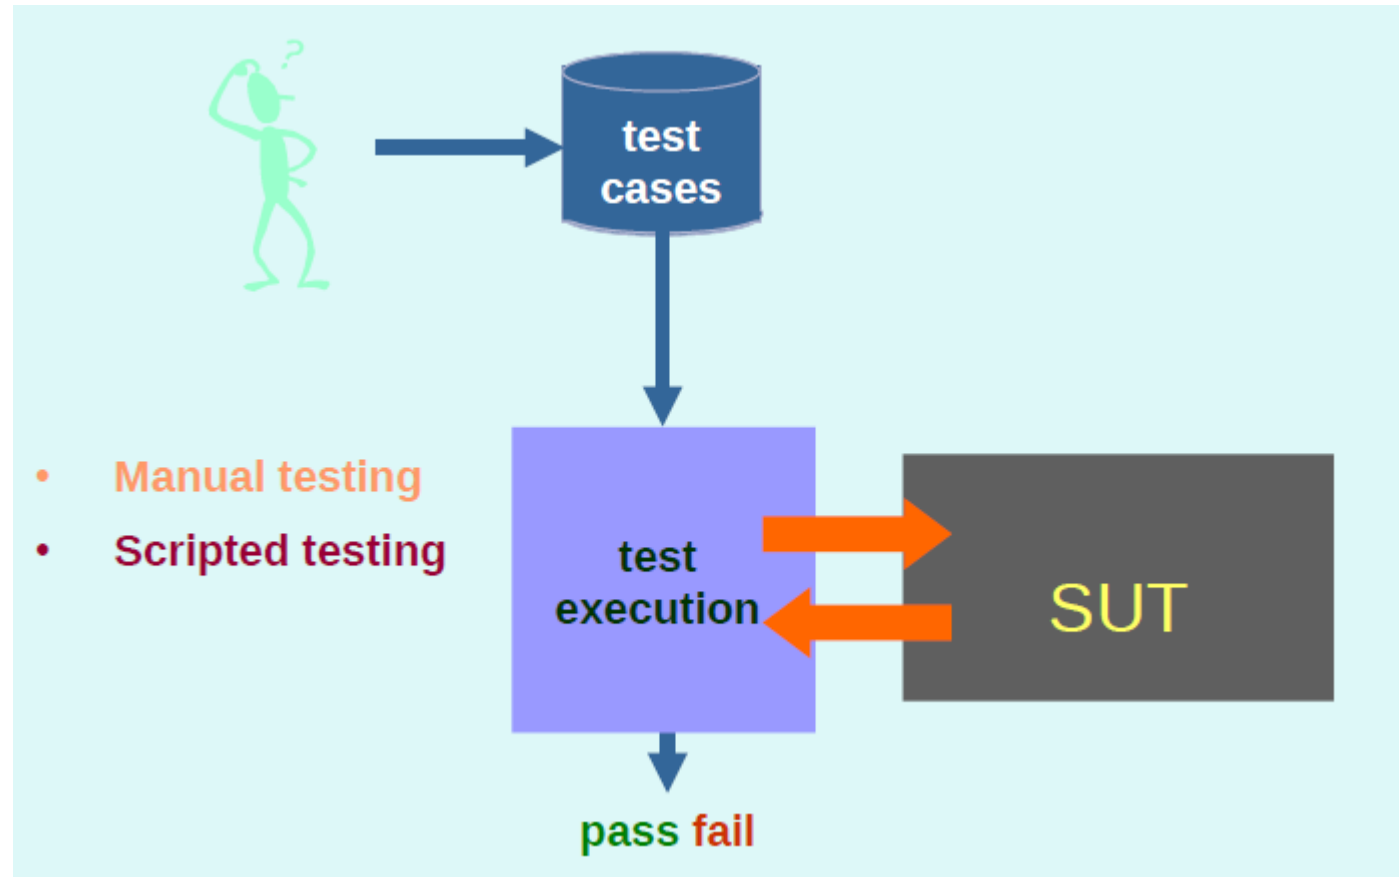 ?
test
cases
• Manual testing
• Scripted testing
test
execution
SUT
pass fail